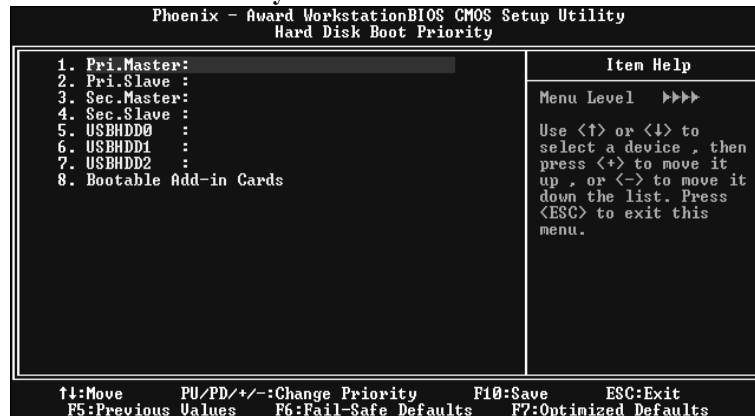 Phoenix - Award WorkstationBIOS CMOS Setup Utility
Hard Disk Boot Priority
1. Pri.Master:
2. Pri.Slave :
3. Sec.Master:
4. Sec.Slave :
5. USBHDD0 :
6. USBHDD1 :
7. USBHDD2 :
8. Bootable Add-in Cards
Item Help
Menu Level ▶▶▶▶
Use <↑> or <↓> to
select a device , then
press <+> to move it
up , or <-> to move it
down the list. Press
<ESC> to exit this
menu.
↑↓:Move PU/PD/+/-:Change Priority F10:Save ESC:Exit
F5:Previous Values F6:Fail-Safe Defaults F7:Optimized Defaults